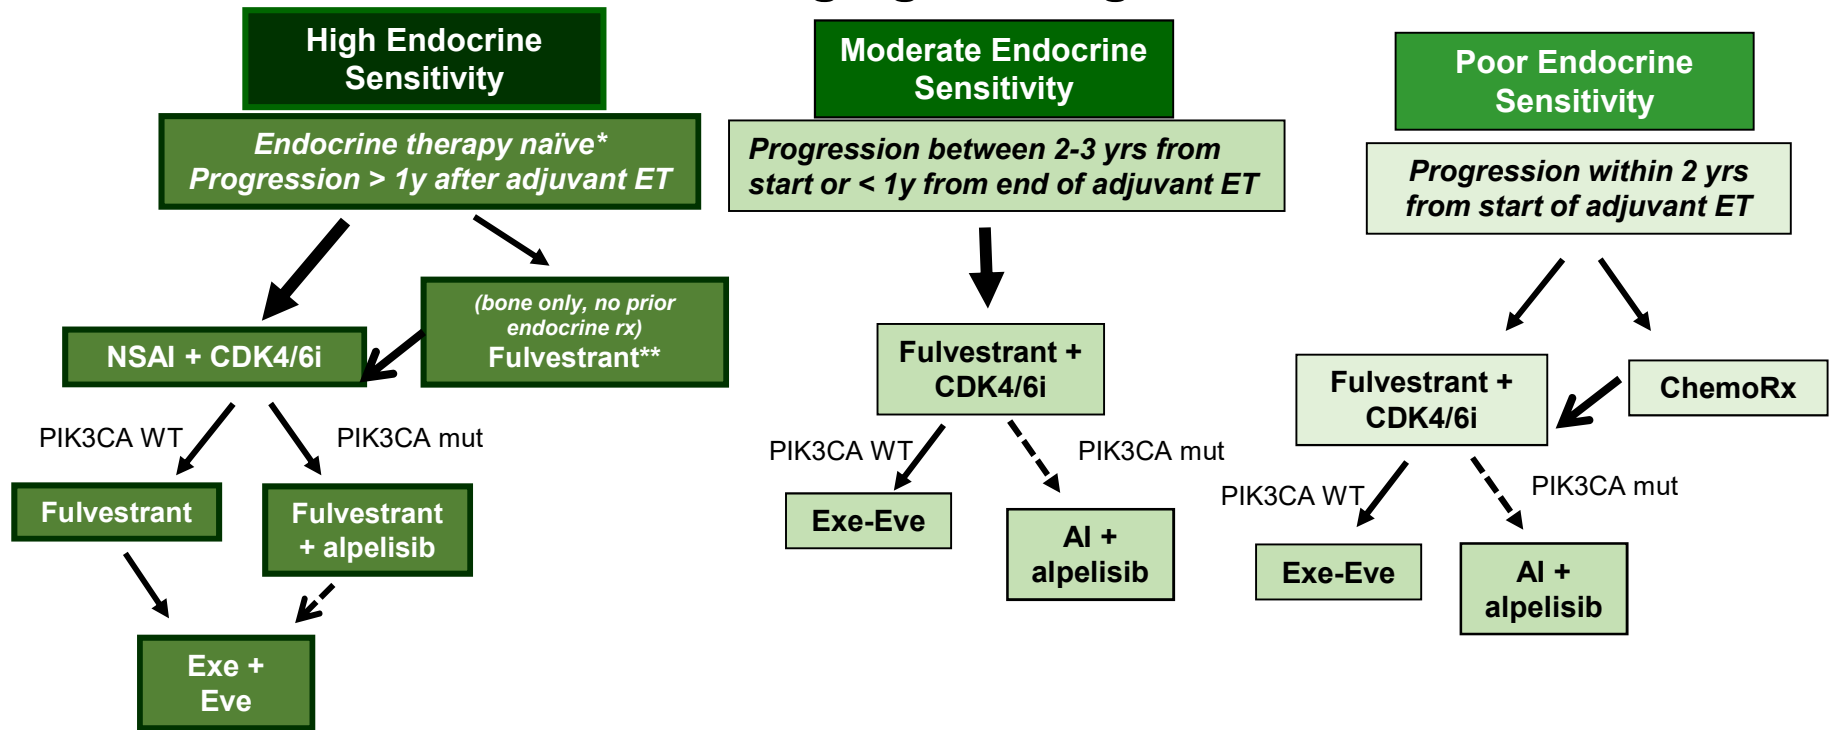 High Endocrine
Sensitivity
Endocrine therapy naïve*
Progression > 1y after adjuvant ET
(bone only, no prior
endocrine rx)
Fulvestrant**
NSAI + CDK4/6i
PIK3CA WT
PIK3CA mut
Fulvestrant
Fulvestrant
+ alpelisib
Exe +
Eve
Moderate Endocrine
Sensitivity
Progression between 2-3 yrs from
start or < 1y from end of adjuvant ET
Fulvestrant +
CDK4/6i
PIK3CA WT
PIK3CA mut
Exe-Eve
AI +
alpelisib
Poor Endocrine
Sensitivity
Progression within 2 yrs
from start of adjuvant ET
Fulvestrant +
CDK4/6i
ChemoRx
PIK3CA WT
PIK3CA mut
Exe-Eve
AI +
alpelisib